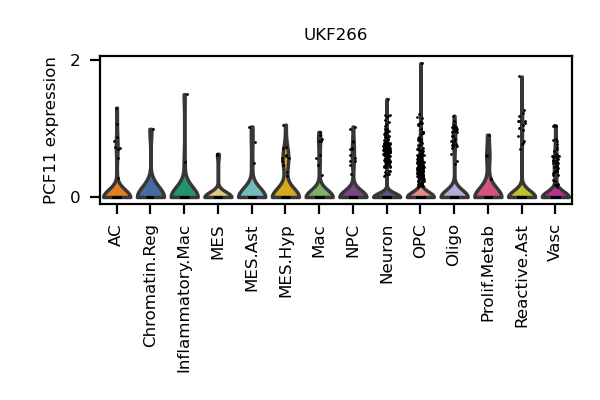 UKF266
PCF11 expression
2
0
AC
Chromatin.Reg
Inflammatory.Mac
MES
MES.Ast
MES.Hyp
Mac
NPC
Neuron
OPC
Oligo
Prolif.Metab
Reactive.Ast
Vasc